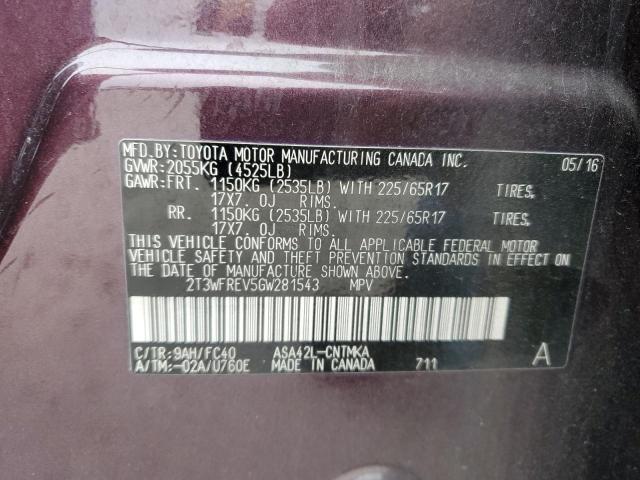 MFD.BY:TOYOTA MOTOR MANUFACTURING CANADA INC. 05/16
GVWR:2055KG (4525LB)
GAWR:FRT. 1150KG (2535LB) WITH 225/65R17 TIRES,
17X7.0J RIMS.
RR. 1150KG (2535LB) WITH 225/65R17 TIRES,
17X7.0J RIMS.
THIS VEHICLE CONFORMS TO ALL APPLICABLE FEDERAL MOTOR
VEHICLE SAFETY AND THEFT PREVENTION STANDARDS IN
EFFECT ON THE DATE OF MANUFACTURE SHOWN ABOVE.
2T3WFREV5GW281543 MPV
C/TR:9AH/FC40 ASA42L-CNTMKA A
A/TM:-02A/U760E MADE IN CANADA 711